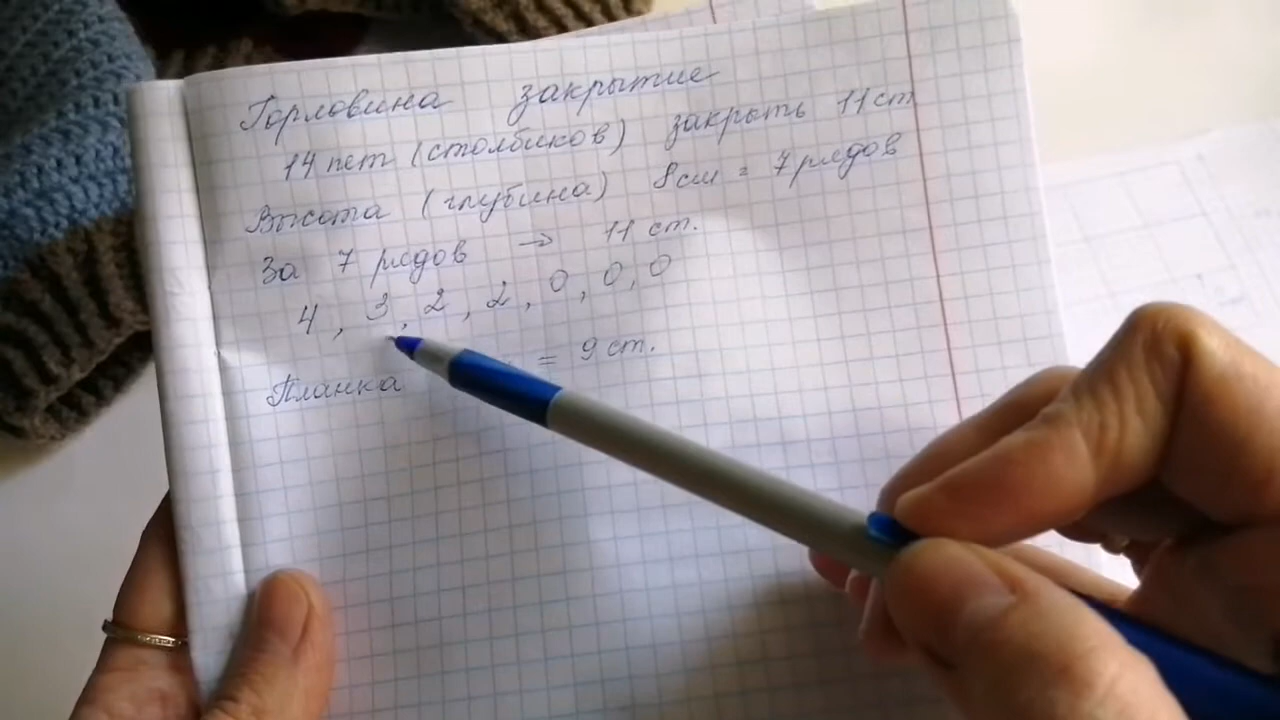 Горловина закрытие
14 пет (столбиков) закрыть 11 ст
Высота (глубина) 8 см = 7 рядов
За 7 рядов → 11 ст.
4, 3, 2, 2, 0, 0, 0
Планка = 9 ст.